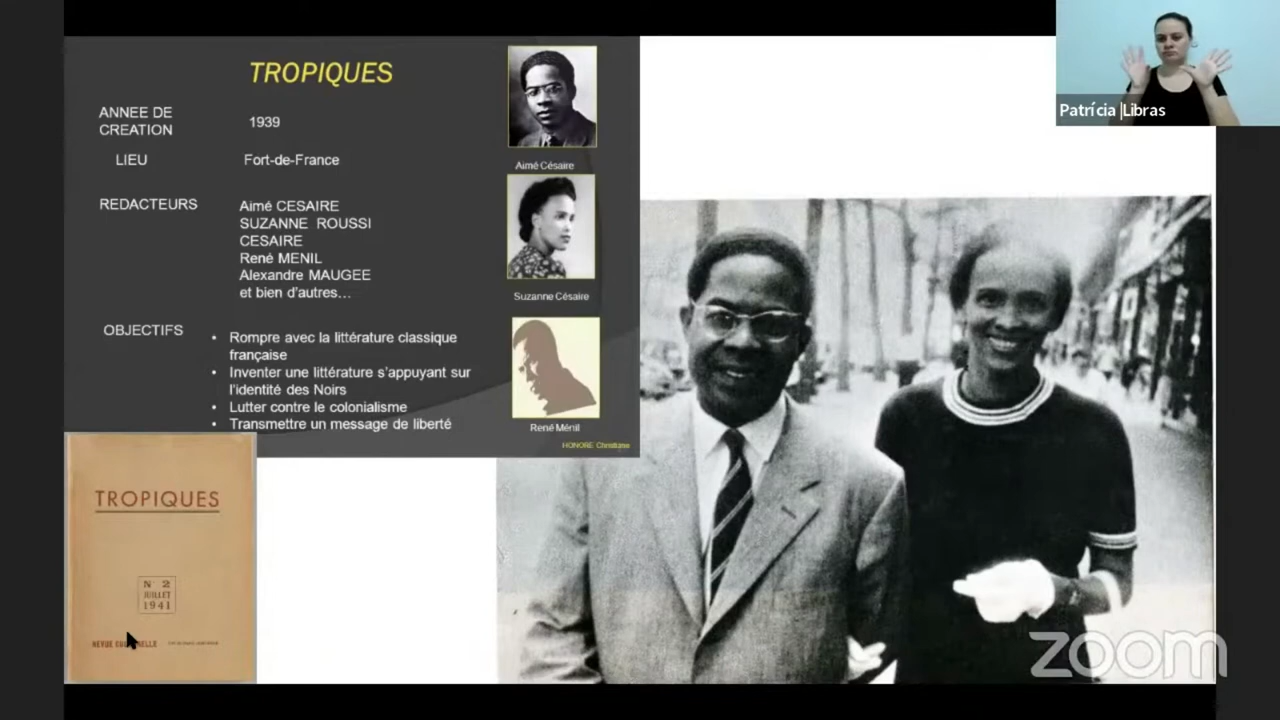 TROPIQUES
ANNEE DE
CREATION
1939
LIEU
Fort-de-France
REDACTEURS
Aimé CESAIRE
SUZANNE ROUSSI
CESAIRE
René MENIL
Alexandre MAUGEE
et bien d'autres…
OBJECTIFS
• Rompre avec la littérature classique
française
• Inventer une littérature s'appuyant sur
l'identité des Noirs
• Lutter contre le colonialisme
• Transmettre un message de liberté
Aimé Césaire
Suzanne Césaire
René Ménil
HONORE Christiane
TROPIQUES
N° 2
JUILLET
1941
REVUE
Patrícia |Libras
zoom